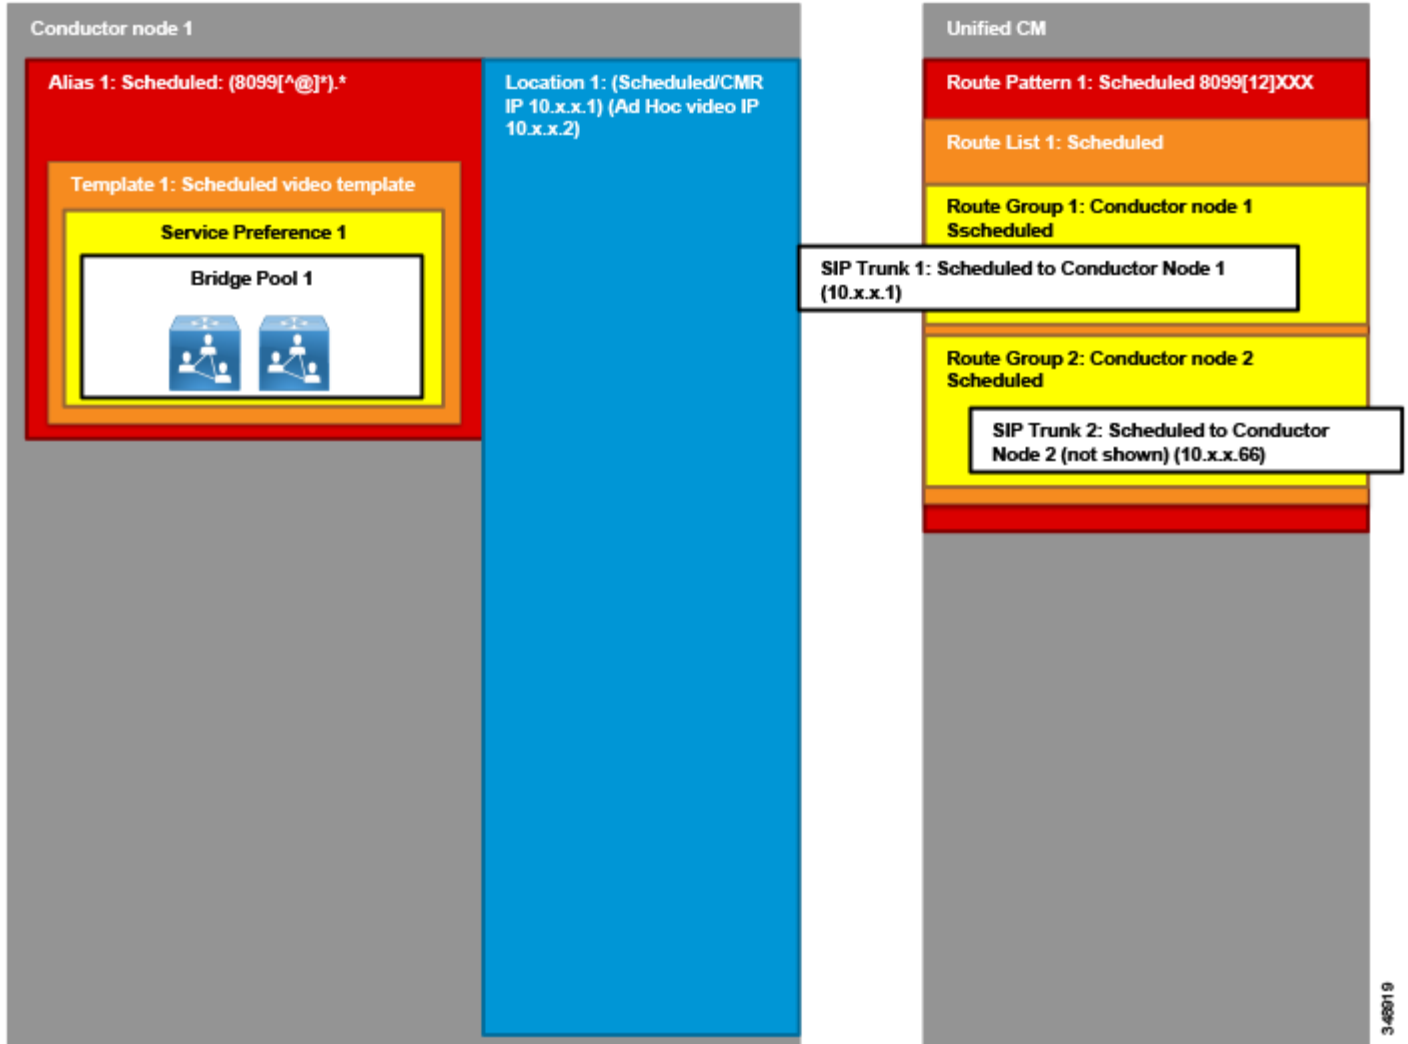 Conductor node 1
Alias 1: Scheduled: (8099[^@]*).*
Template 1: Scheduled video template
Service Preference 1
Bridge Pool 1
Location 1: (Scheduled/CMR
IP 10.x.x.1) (Ad Hoc video IP
10.x.x.2)
Unified CM
Route Pattern 1: Scheduled 8099[12]XXX
Route List 1: Scheduled
Route Group 1: Conductor node 1
Sscheduled
SIP Trunk 1: Scheduled to Conductor Node 1
(10.x.x.1)
Route Group 2: Conductor node 2
Scheduled
SIP Trunk 2: Scheduled to Conductor
Node 2 (not shown) (10.x.x.66)
348919